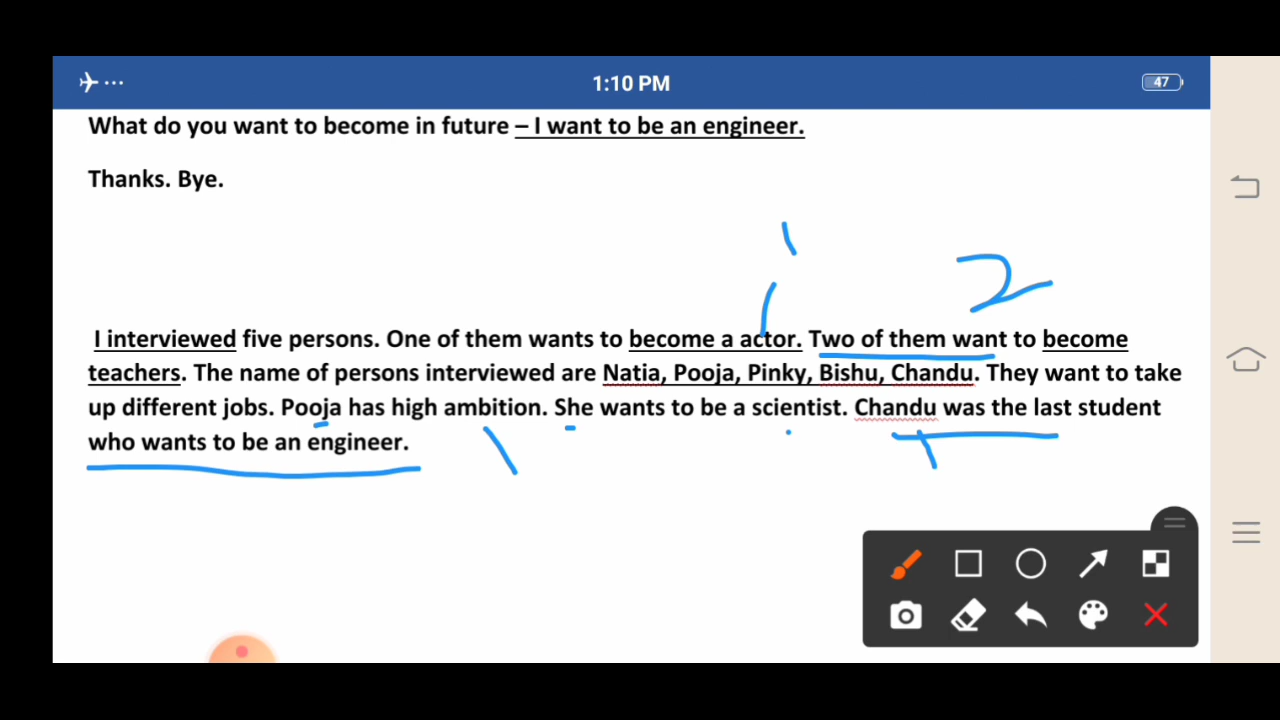 1:10 PM
47
What do you want to become in future – I want to be an engineer.
Thanks. Bye.
2
I interviewed five persons. One of them wants to become a actor. Two of them want to become
teachers. The name of persons interviewed are Natia, Pooja, Pinky, Bishu, Chandu. They want to take
up different jobs. Pooja has high ambition. She wants to be a scientist. Chandu was the last student
who wants to be an engineer.